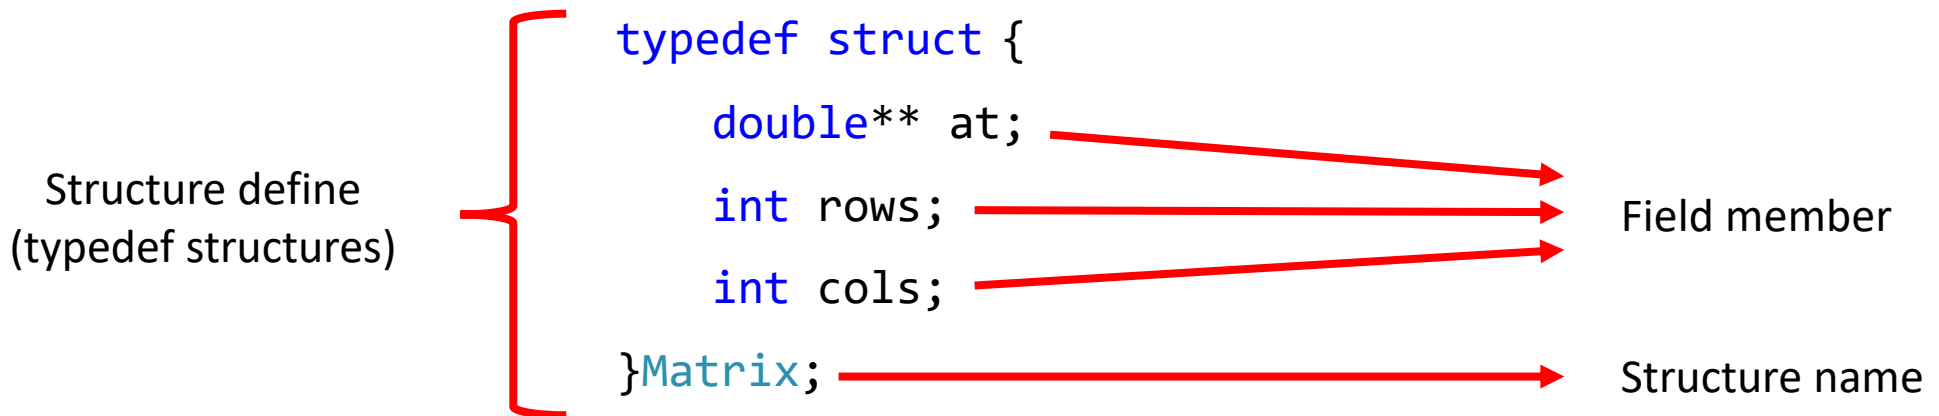 typedef struct {
double** at;
Structure define
(typedef structures)
int rows;
Field member
int cols;
}Matrix;
Structure name